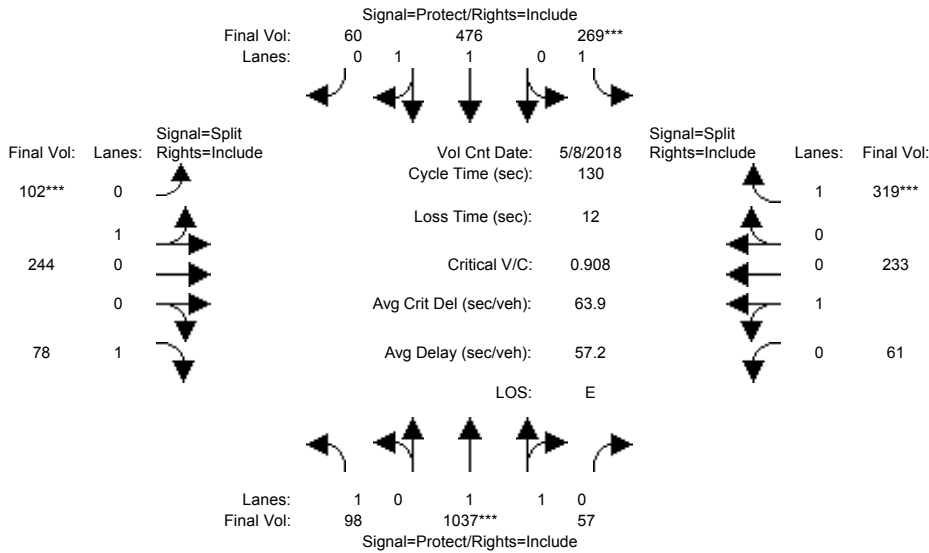 Signal=Protect/Rights=Include
Final Vol: 60 476 269***
Lanes: 0 1 1 0 1
Signal=Split Signal=Split
Final Vol: Lanes: Rights=Include Vol Cnt Date: 5/8/2018 Rights=Include Lanes: Final Vol:
Cycle Time (sec): 130
102*** 0 1 319***
Loss Time (sec): 12
1 0
244 0 Critical V/C: 0.908 0 233
0 Avg Crit Del (sec/veh): 63.9 1
78 1 Avg Delay (sec/veh): 57.2 0 61
LOS: E
Lanes: 1 0 1 1 0
Final Vol: 98 1037*** 57
Signal=Protect/Rights=Include